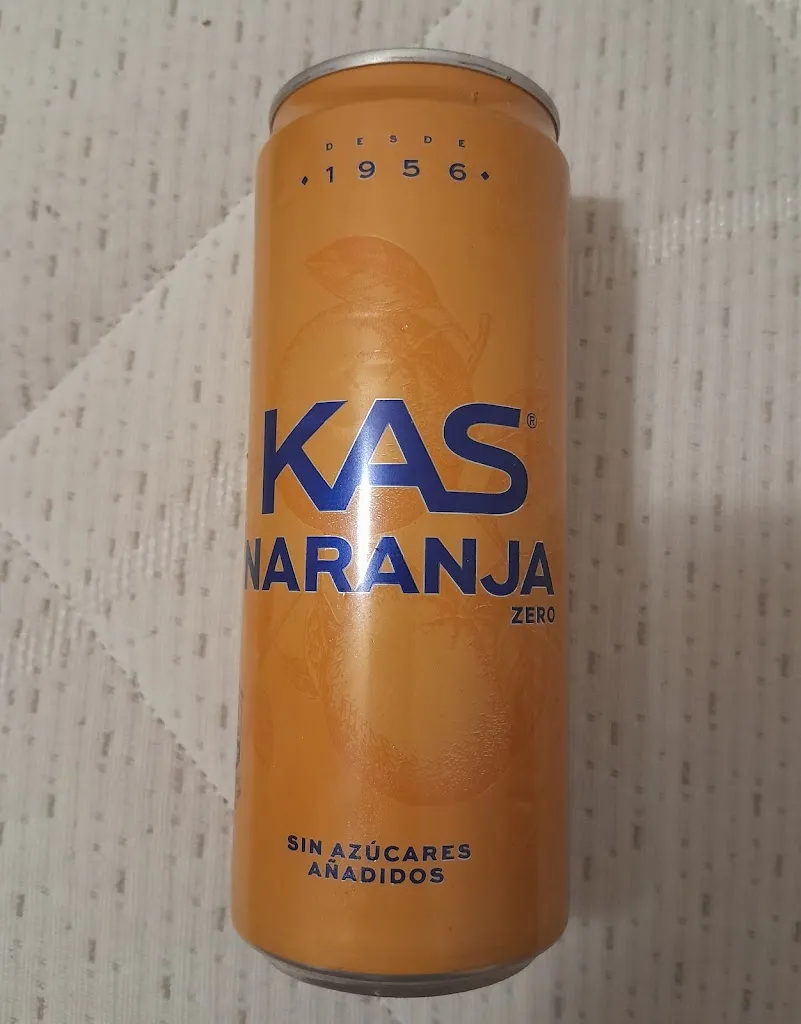 DESDE
1956
KAS®
NARANJA
ZERO
SIN AZÚCARES
AÑADIDOS